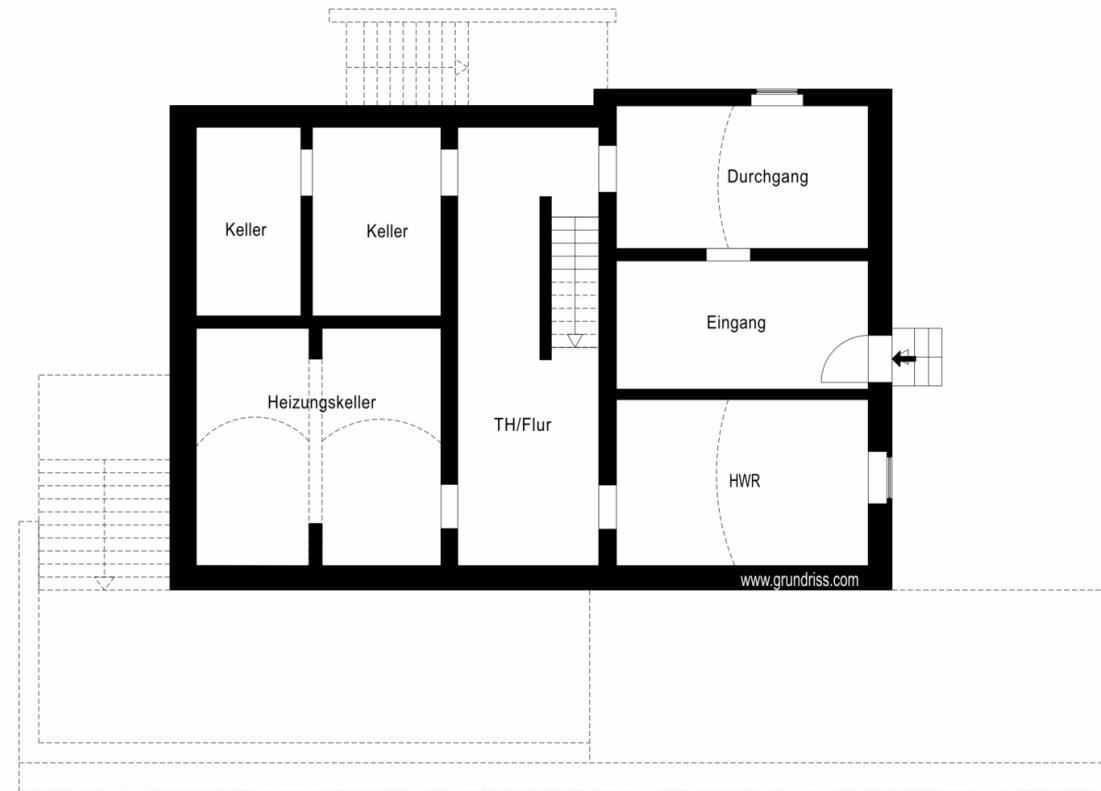 Durchgang
Keller
Keller
Eingang
Heizungskeller
TH/Flur
HWR
www.grundriss.com